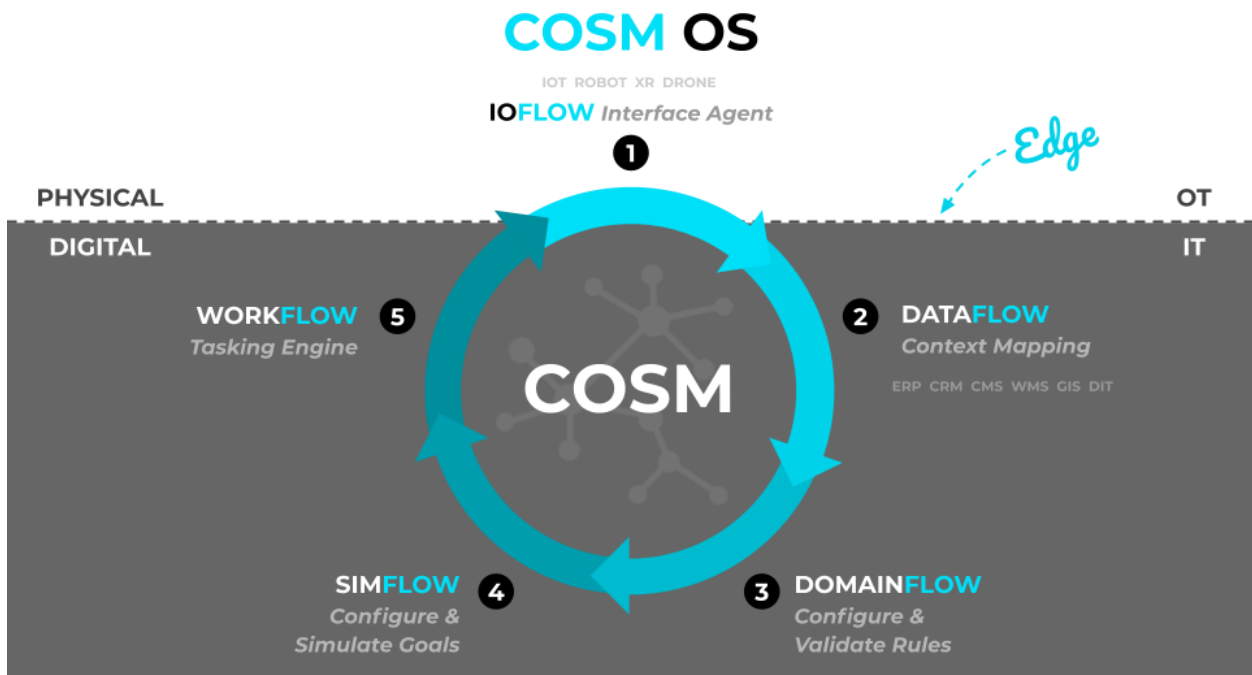 COSM OS
IOT ROBOT XR DRONE
IOFLOW Interface Agent
1
Edge
PHYSICAL
OT
DIGITAL
IT
WORKFLOW 5
Tasking Engine
2 DATAFLOW
Context Mapping
ERP CRM CMS WMS GIS DIT
COSM
SIMFLOW 4
Configure &
Simulate Goals
3 DOMAINFLOW
Configure &
Validate Rules